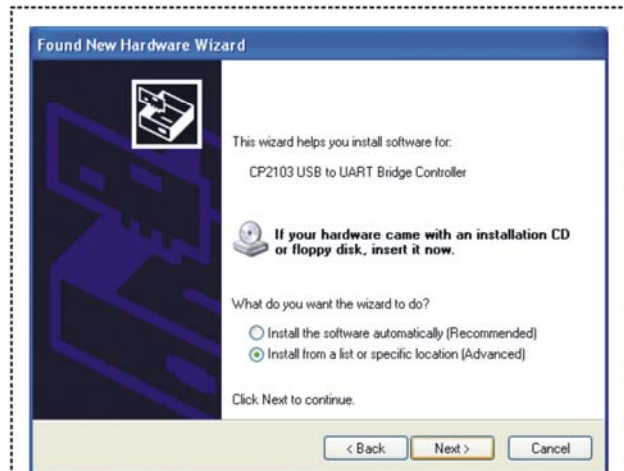 Found New Hardware Wizard
This wizard helps you install software for:
CP2103 USB to UART Bridge Controller
If your hardware came with an installation CD
or floppy disk, insert it now.
What do you want the wizard to do?
Install the software automatically (Recommended)
Install from a list or specific location (Advanced)
Click Next to continue.
< Back
Next >
Cancel